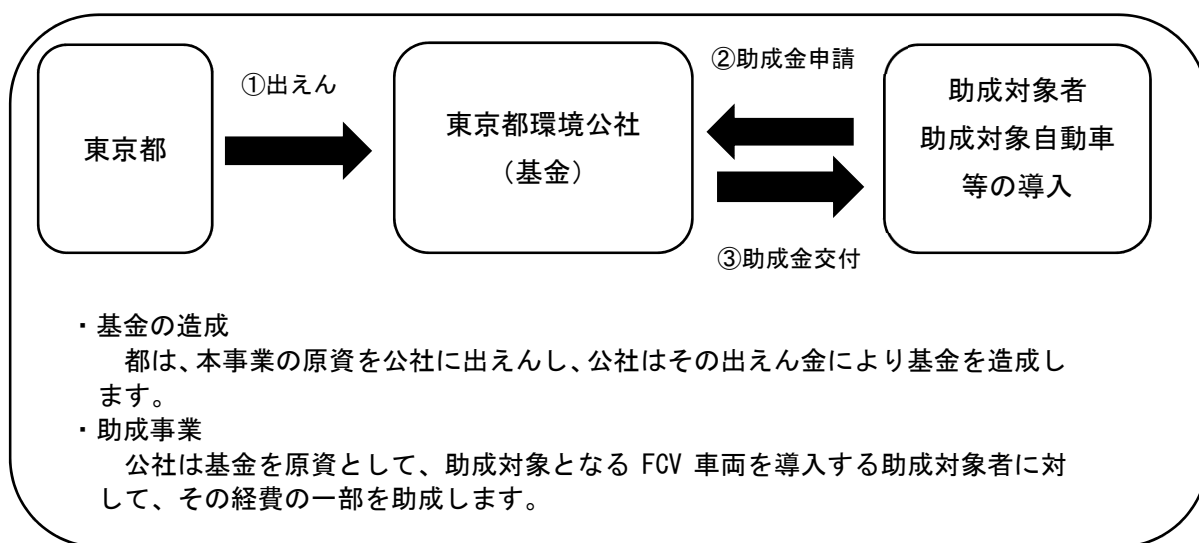 東京都
①出えん
東京都環境公社
（基金）
②助成金申請
③助成金交付
助成対象者
助成対象自動車
等の導入
・基金の造成
都は、本事業の原資を公社に出えんし、公社はその出えん金により基金を造成し
ます。
・助成事業
公社は基金を原資として、助成対象となる FCV 車両を導入する助成対象者に対
して、その経費の一部を助成します。